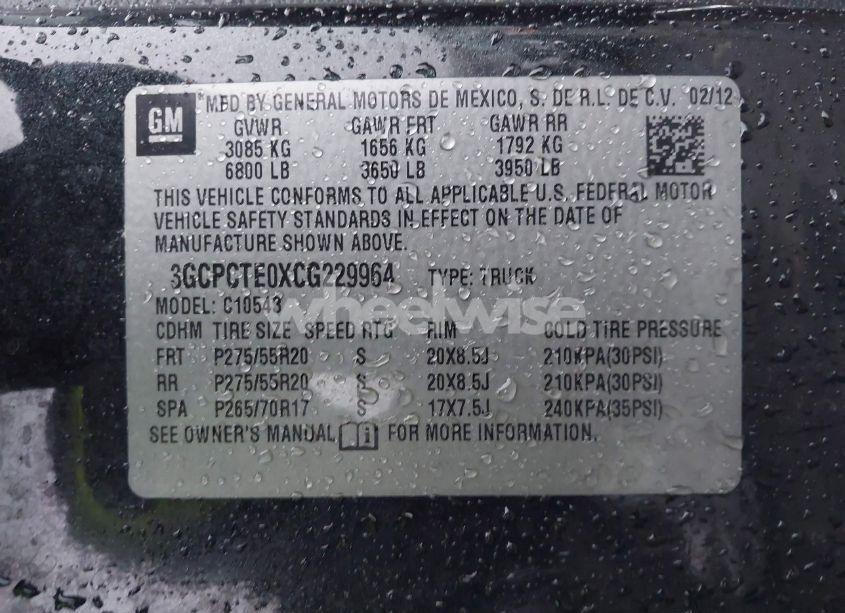 GM MFD BY GENERAL MOTORS DE MEXICO, S. DE R.L. DE C.V. 02/12
GVWR GAWR FRT GAWR RR
3085 KG 1656 KG 1792 KG
6800 LB 3650 LB 3950 LB
THIS VEHICLE CONFORMS TO ALL APPLICABLE U.S. FEDERAL MOTOR
VEHICLE SAFETY STANDARDS IN EFFECT ON THE DATE OF
MANUFACTURE SHOWN ABOVE.
3GCPCTE0XCG229964 TYPE: TRUCK
MODEL: C10543
wheelwise
CDHM TIRE SIZE SPEED RTG RIM COLD TIRE PRESSURE
FRT P275/55R20 S 20X8.5J 210KPA(30PSI)
RR P275/55R20 S 20X8.5J 210KPA(30PSI)
SPA P265/70R17 S 17X7.5J 240KPA(35PSI)
SEE OWNER'S MANUAL FOR MORE INFORMATION.